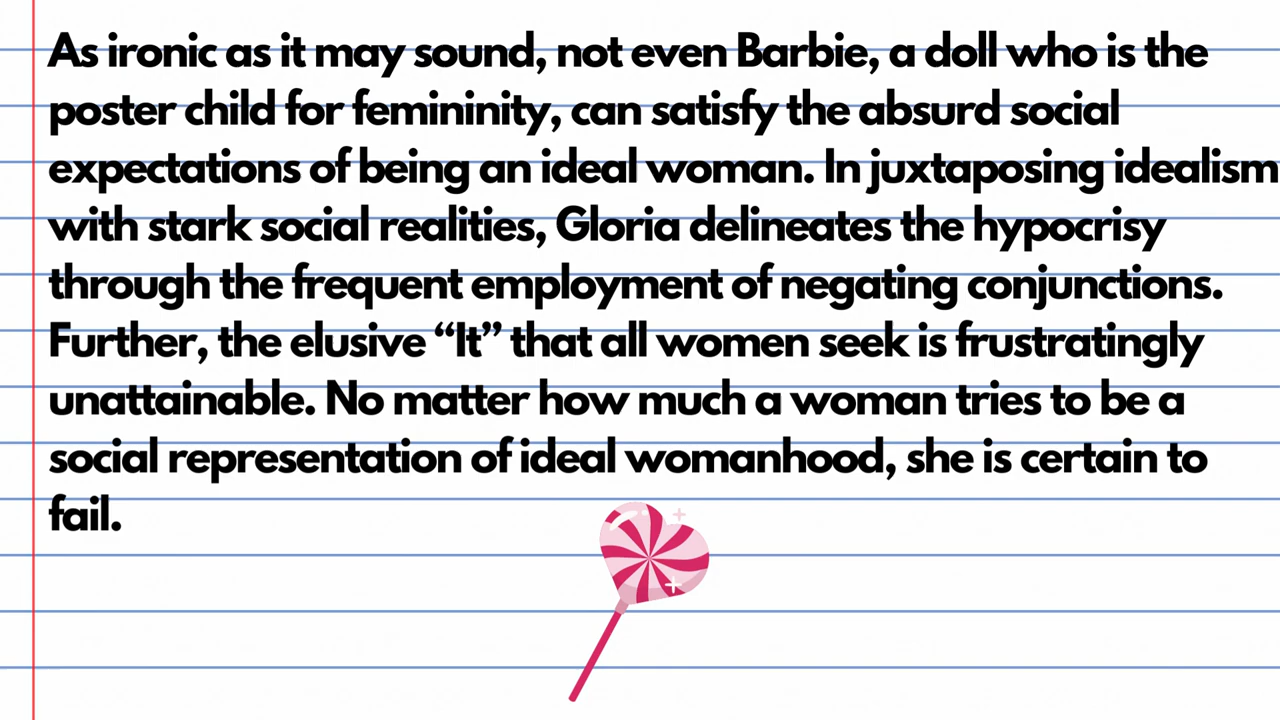 As ironic as it may sound, not even Barbie, a doll who is the
poster child for femininity, can satisfy the absurd social
expectations of being an ideal woman. In juxtaposing idealism
with stark social realities, Gloria delineates the hypocrisy
through the frequent employment of negating conjunctions.
Further, the elusive “It” that all women seek is frustratingly
unattainable. No matter how much a woman tries to be a
social representation of ideal womanhood, she is certain to
fail.